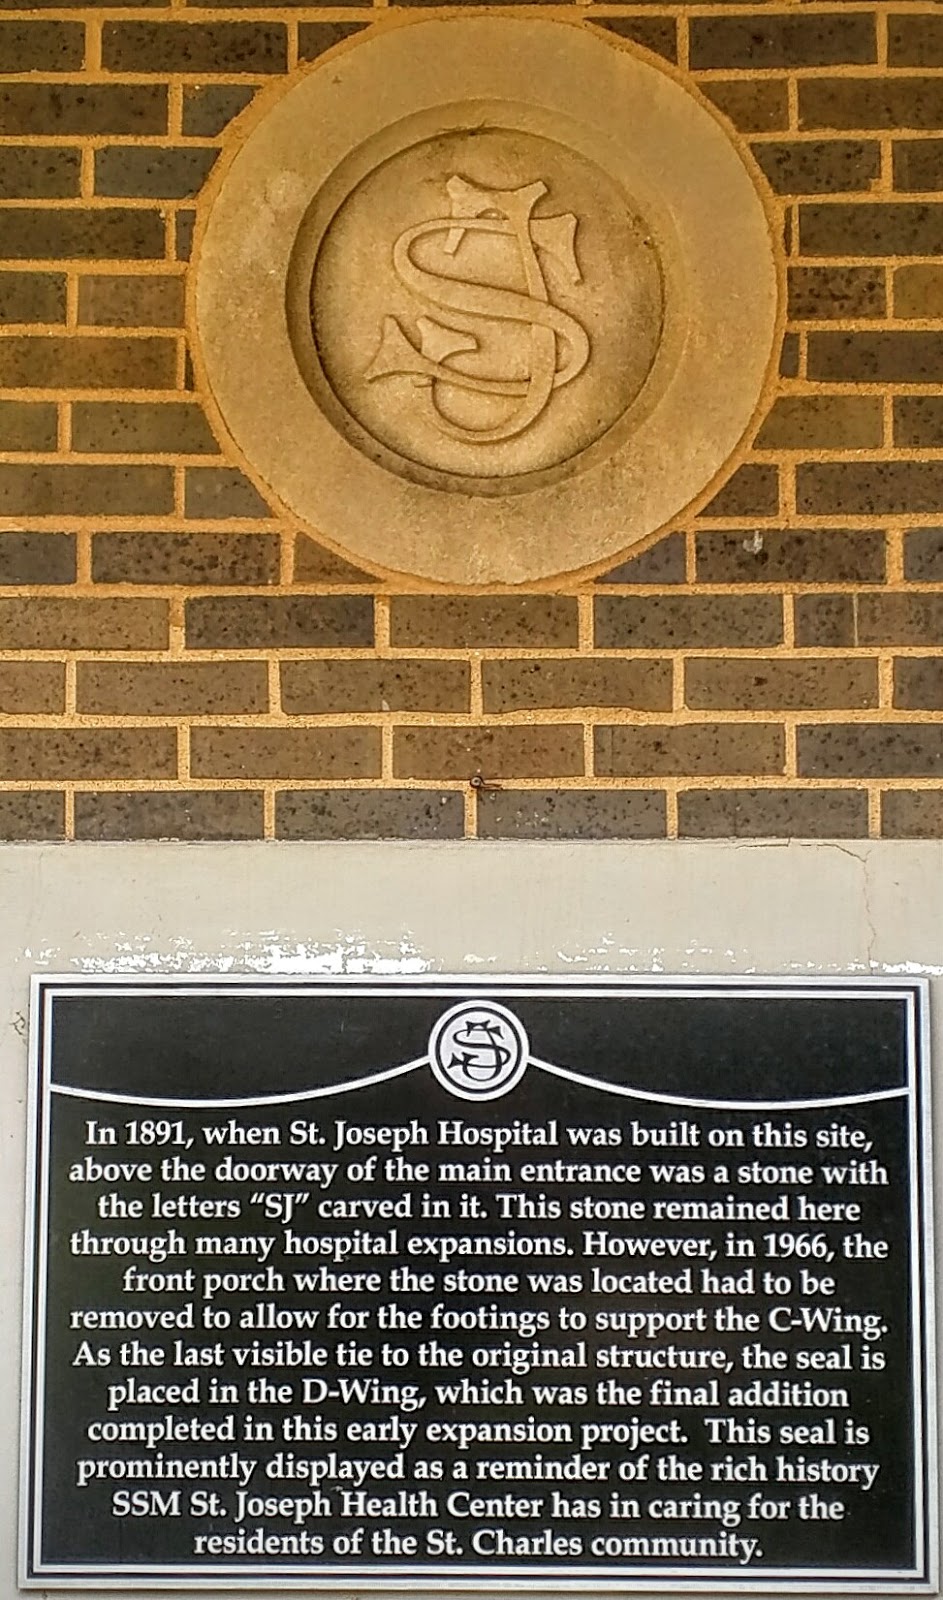 SJ
SJ
In 1891, when St. Joseph Hospital was built on this site,
above the doorway of the main entrance was a stone with
the letters “SJ” carved in it. This stone remained here
through many hospital expansions. However, in 1966, the
front porch where the stone was located had to be
removed to allow for the footings to support the C-Wing.
As the last visible tie to the original structure, the seal is
placed in the D-Wing, which was the final addition
completed in this early expansion project.  This seal is
prominently displayed as a reminder of the rich history
SSM St. Joseph Health Center has in caring for the
residents of the St. Charles community.